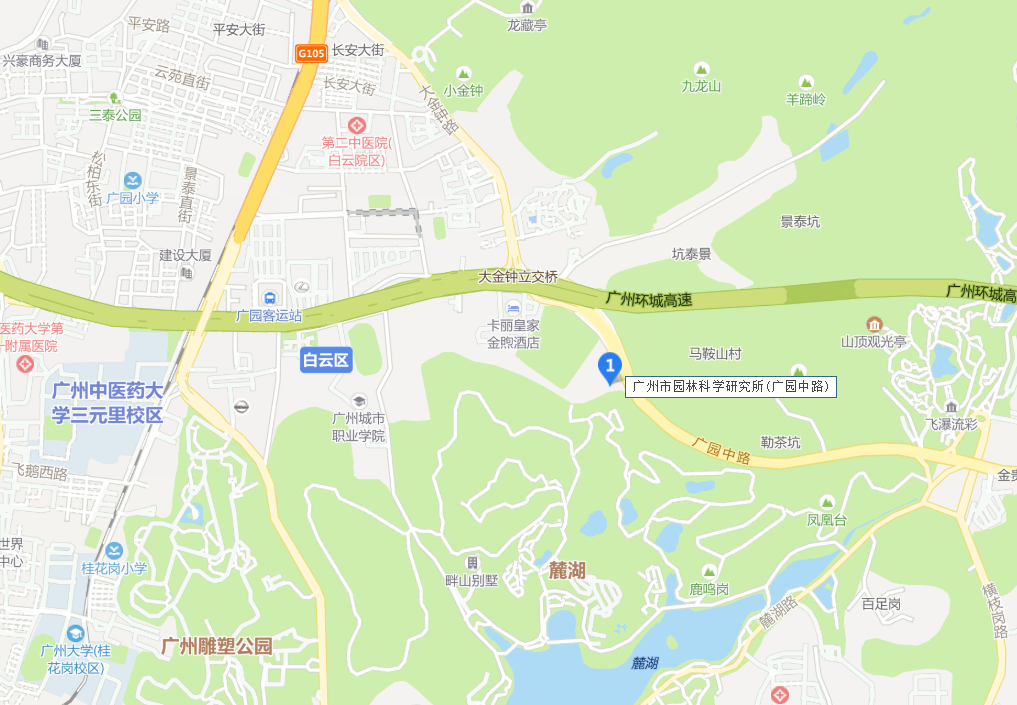 龙藏亭
平安路
平安大街
G105
长安大街
兴豪商务大厦
云苑直街
长安大街
小金钟
九龙山
羊蹄岭
大金钟路
三泰公园
第二中医院(
白云院区)
松柏东街
广园小学
景泰直街
景泰坑
建设大厦
坑泰景
大金钟立交桥
广州环城高速
广州环城高
广园客运站
医药大学第
一附属医院
卡丽皇家
金煦酒店
山顶观光亭
白云区
马鞍山村
1
广州市园林科学研究所(广园中路)
广州中医药大
学三元里校区
广州城市
职业学院
飞瀑流彩
广园中路
勒茶坑
飞鹅西路
金贵
凤凰台
世界
中心
桂花岗小学
畔山别墅
麓湖
鹿鸣岗
麓湖路
百足岗
横枝岗路
广州大学(桂
花岗校区)
广州雕塑公园
麓湖